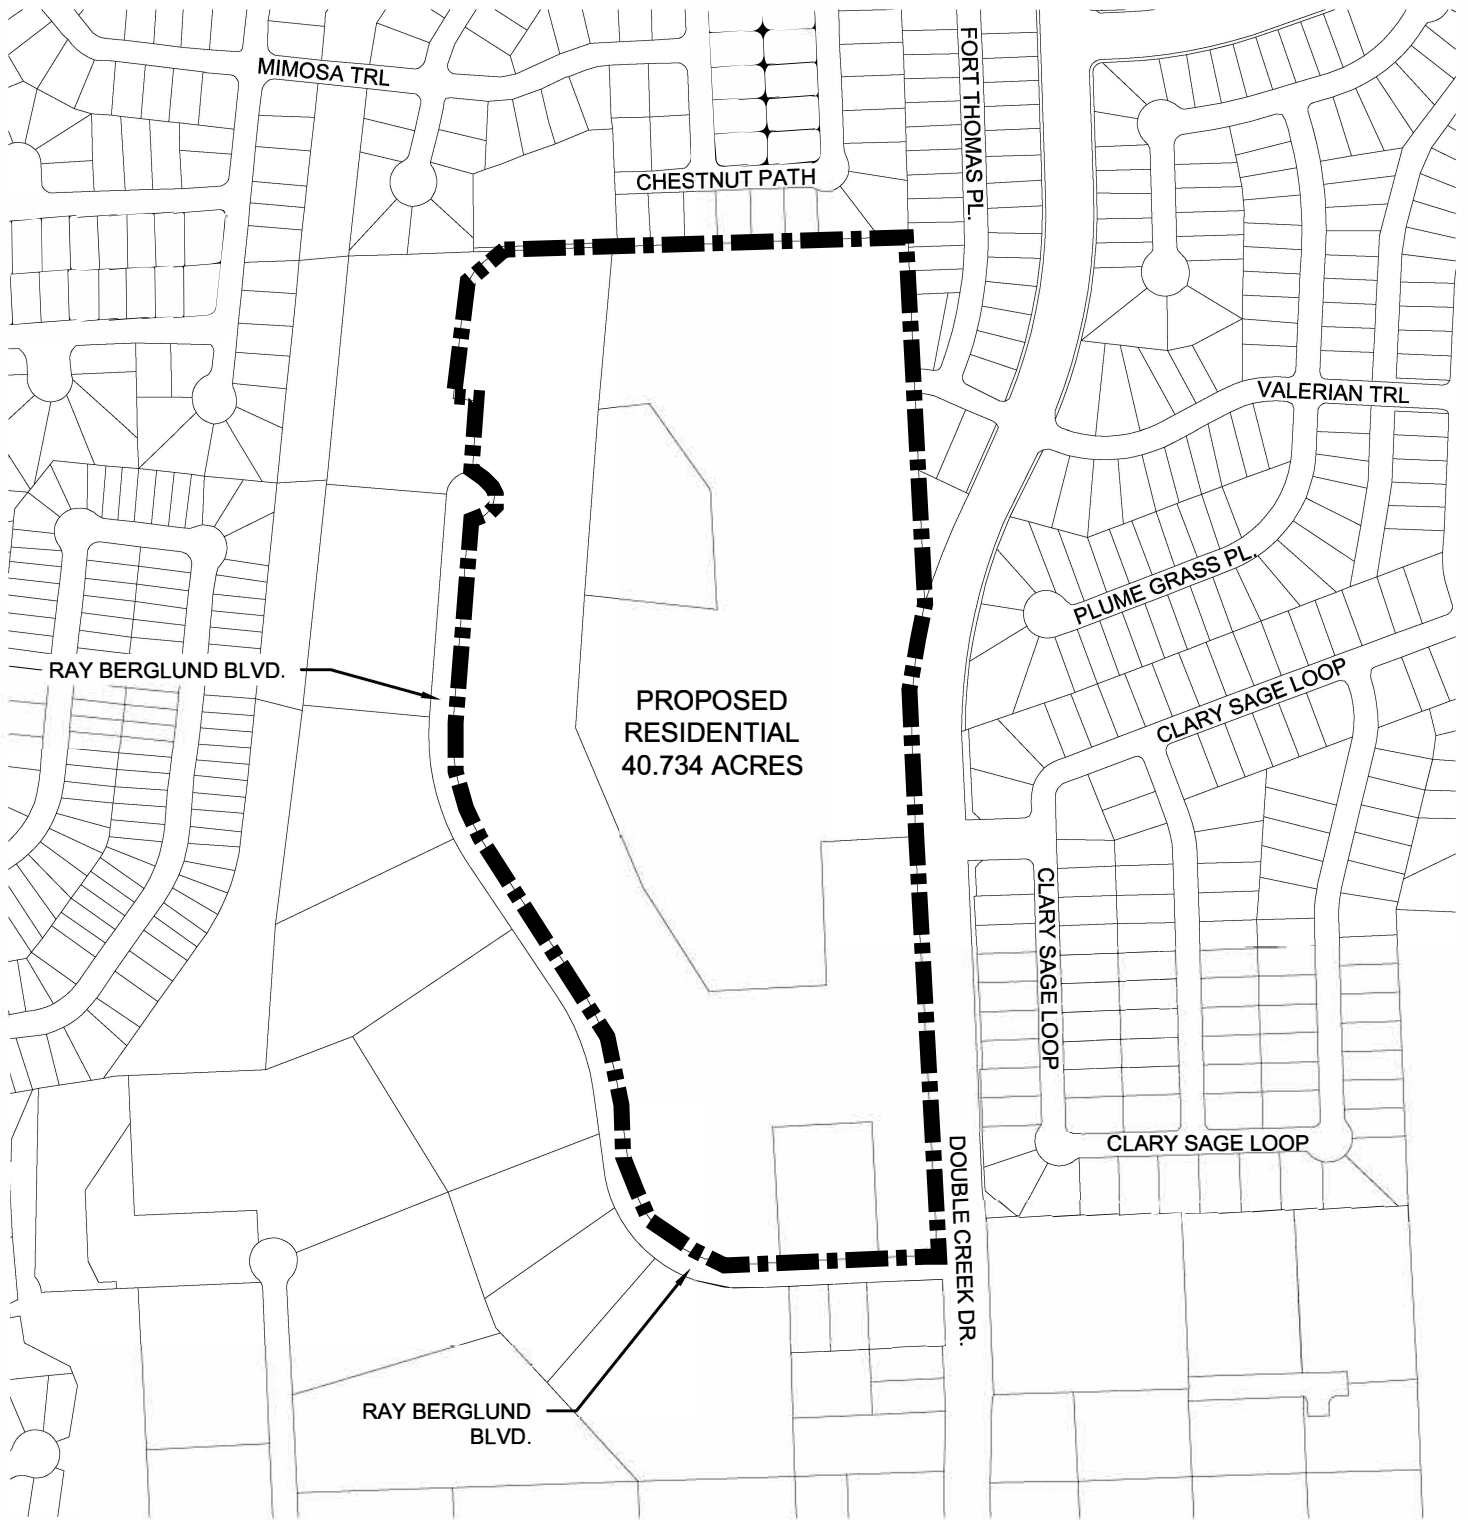 MIMOSA TRL
FORT THOMAS PL.
CHESTNUT PATH
VALERIAN TRL
PLUME GRASS PL.
RAY BERGLUND BLVD.
CLARY SAGE LOOP
PROPOSED
RESIDENTIAL
40.734 ACRES
CLARY SAGE LOOP
CLARY SAGE LOOP
DOUBLE CREEK DR.
RAY BERGLUND
BLVD.